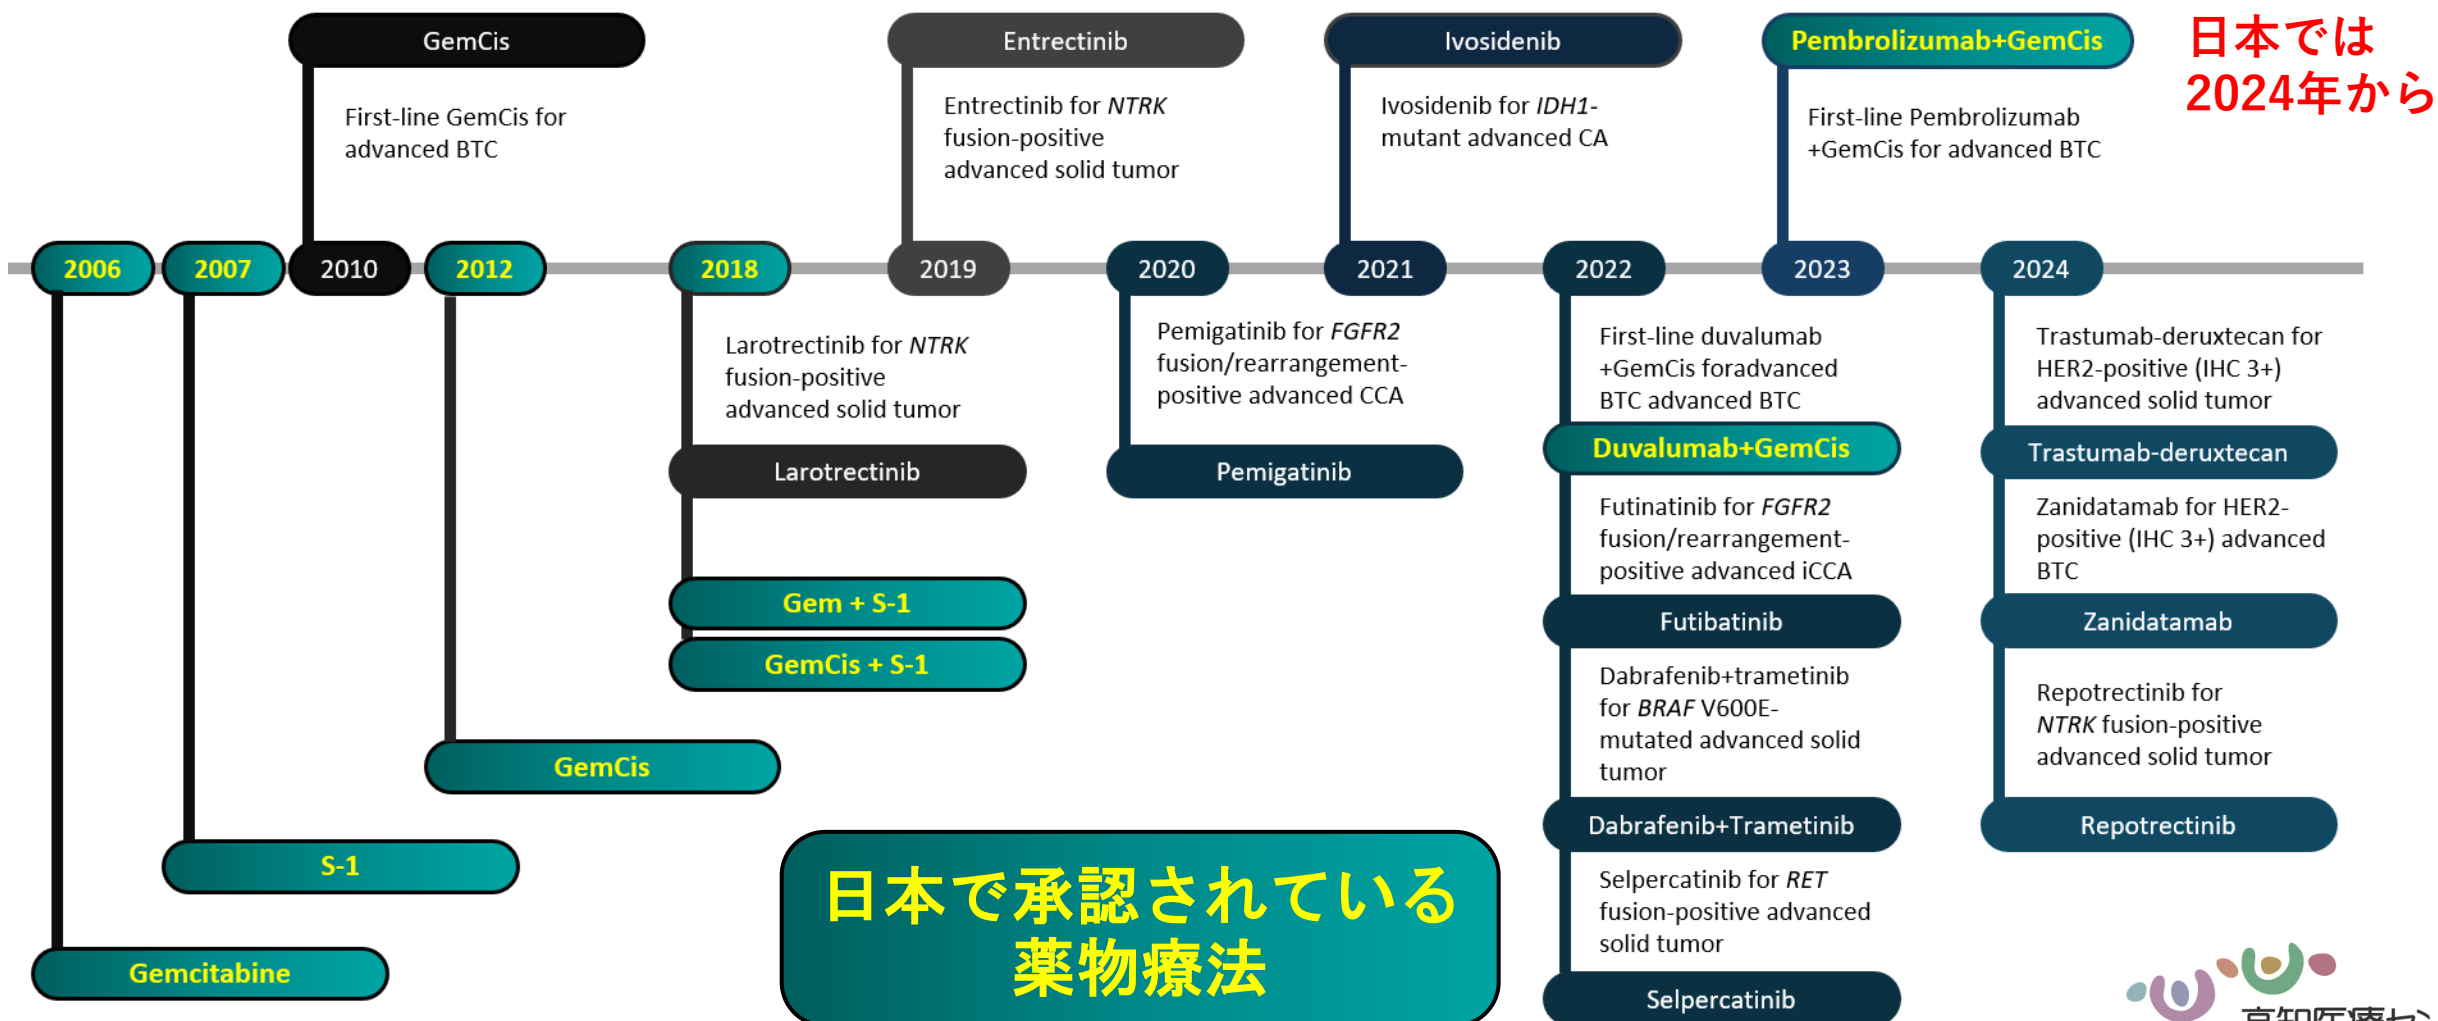 GemCis
First-line GemCis for
advanced BTC
Entrectinib
Entrectinib for NTRK
fusion-positive
advanced solid tumor
Ivosidenib
Ivosidenib for IDH1-
mutant advanced CA
Pembrolizumab+GemCis
First-line Pembrolizumab
+GemCis for advanced BTC
日本では
2024年から
2006
2007
2010
2012
2018
2019
2020
2021
2022
2023
2024
Larotrectinib for NTRK
fusion-positive
advanced solid tumor
Larotrectinib
Gem + S-1
GemCis + S-1
GemCis
S-1
Gemcitabine
Pemigatinib for FGFR2
fusion/rearrangement-
positive advanced CCA
Pemigatinib
First-line duvalumab
+GemCis foradvanced
BTC advanced BTC
Duvalumab+GemCis
Futinatinib for FGFR2
fusion/rearrangement-
positive advanced iCCA
Futibatinib
Dabrafenib+trametinib
for BRAF V600E-
mutated advanced solid
tumor
Dabrafenib+Trametinib
Selpercatinib for RET
fusion-positive advanced
solid tumor
Selpercatinib
Trastumab-deruxtecan for
HER2-positive (IHC 3+)
advanced solid tumor
Trastumab-deruxtecan
Zanidatamab for HER2-
positive (IHC 3+) advanced
BTC
Zanidatamab
Repotrectinib for
NTRK fusion-positive
advanced solid tumor
Repotrectinib
日本で承認されている
薬物療法
高知医療セン